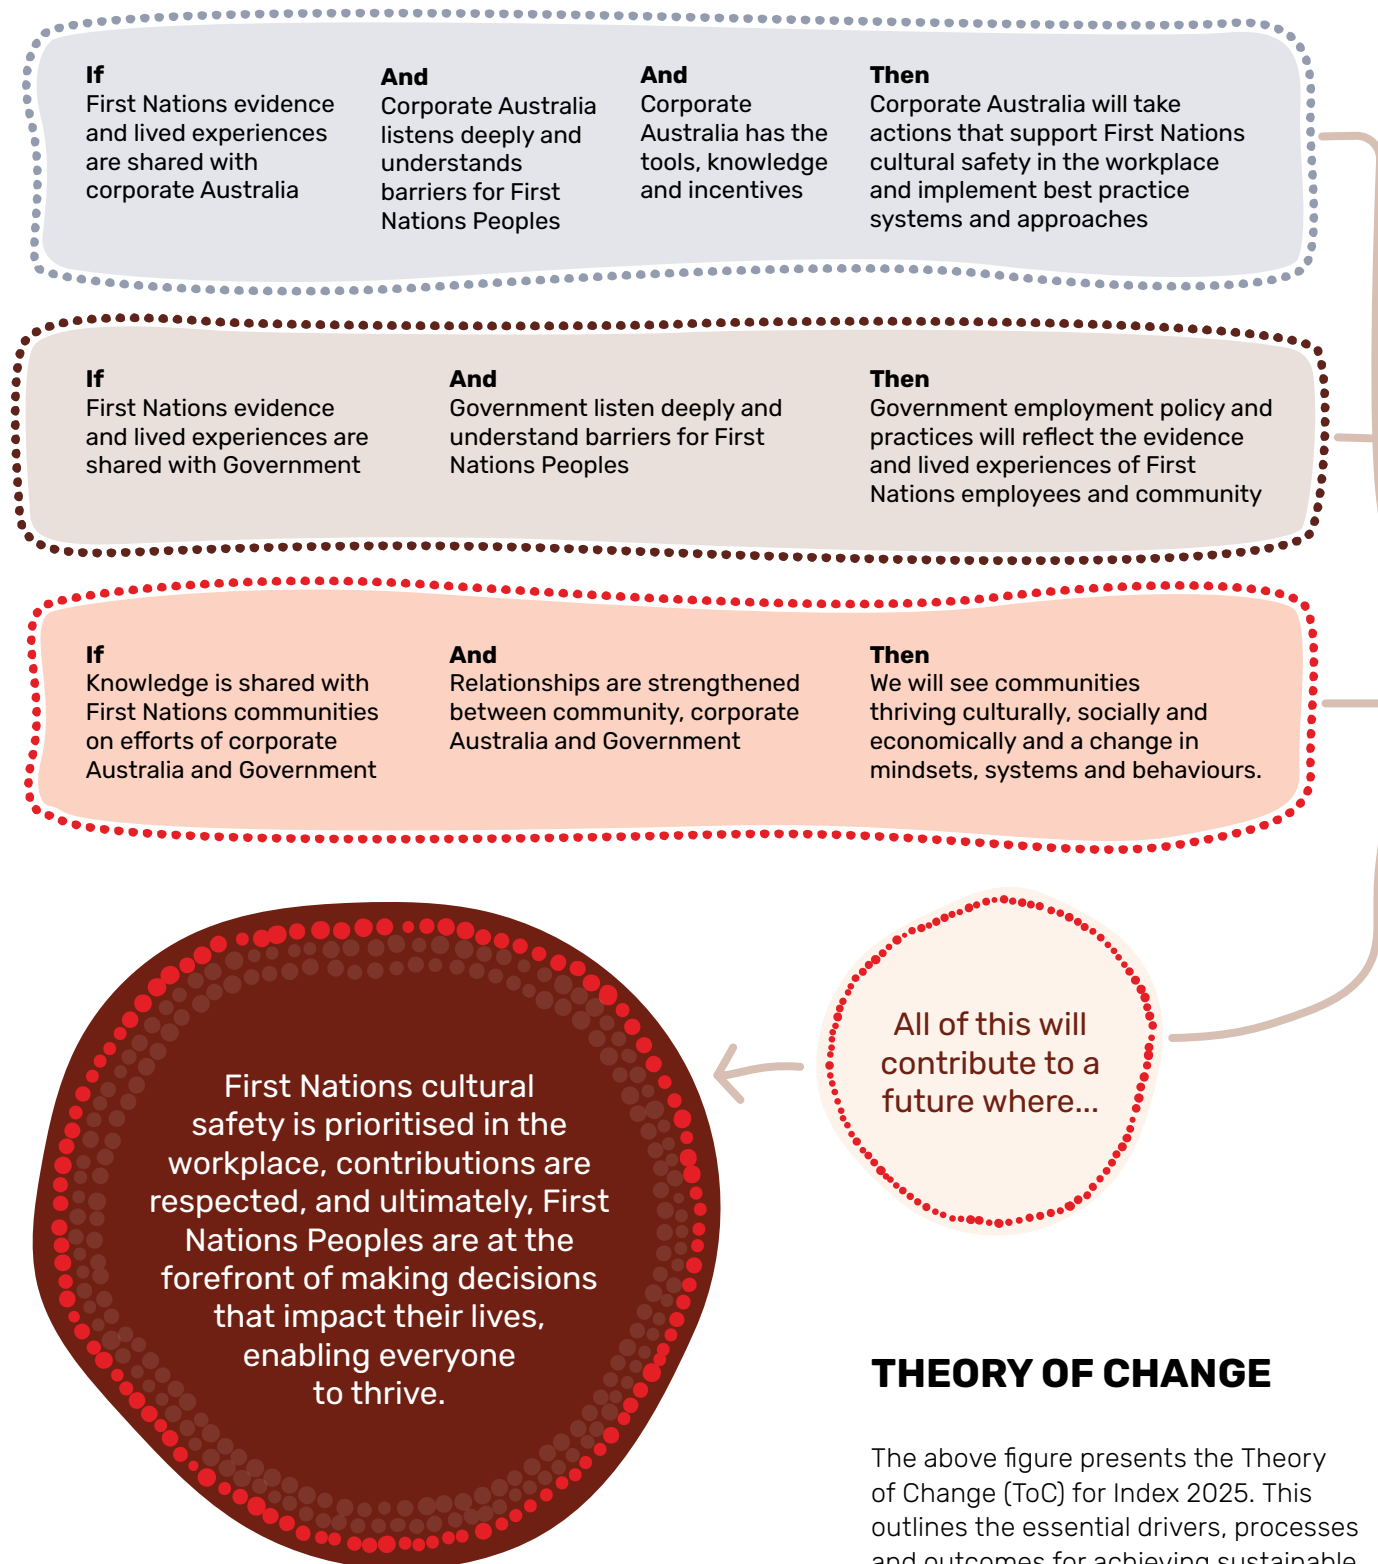 If
First Nations evidence
and lived experiences
are shared with
corporate Australia
And
Corporate Australia
listens deeply and
understands
barriers for First
Nations Peoples
And
Corporate
Australia has the
tools, knowledge
and incentives
Then
Corporate Australia will take
actions that support First Nations
cultural safety in the workplace
and implement best practice
systems and approaches
If
First Nations evidence
and lived experiences are
shared with Government
And
Government listen deeply and
understand barriers for First
Nations Peoples
Then
Government employment policy and
practices will reflect the evidence
and lived experiences of First
Nations employees and community
If
Knowledge is shared with
First Nations communities
on efforts of corporate
Australia and Government
And
Relationships are strengthened
between community, corporate
Australia and Government
Then
We will see communities
thriving culturally, socially and
economically and a change in
mindsets, systems and behaviours.
All of this will
contribute to a
future where...
First Nations cultural
safety is prioritised in the
workplace, contributions are
respected, and ultimately, First
Nations Peoples are at the
forefront of making decisions
that impact their lives,
enabling everyone
to thrive.
THEORY OF CHANGE
The above figure presents the Theory
of Change (ToC) for Index 2025. This
outlines the essential drivers, processes
and outcomes for achieving sustainable